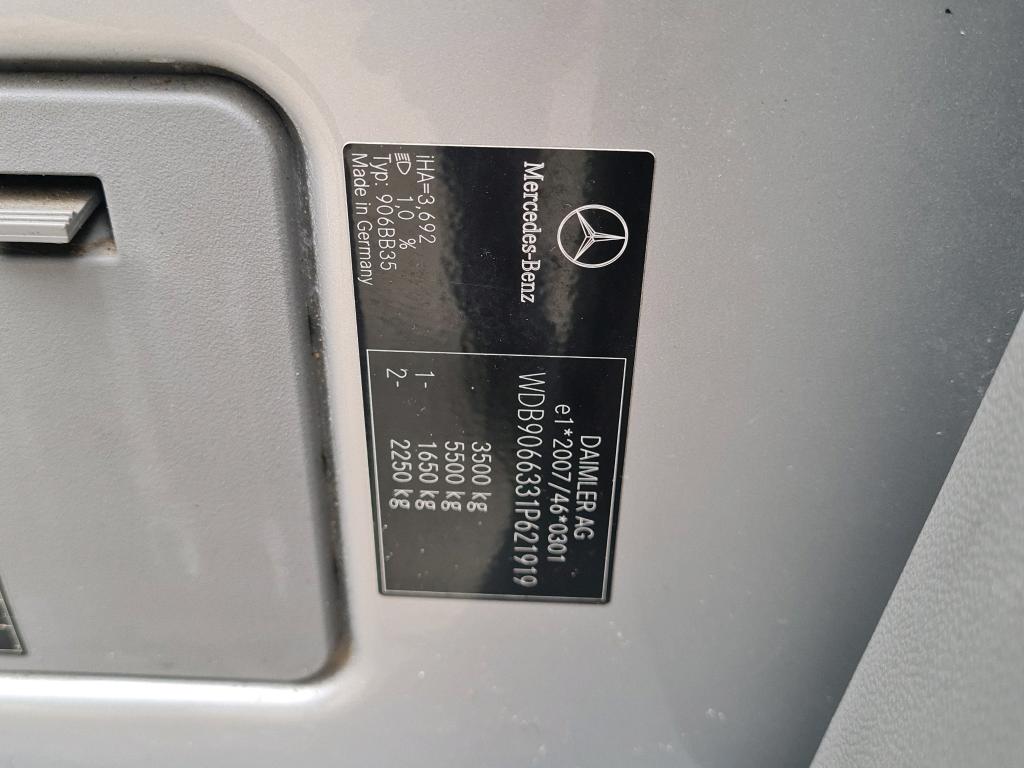 Mercedes-Benz
iHA=3,692
1,0 %
Typ: 906BB35
Made in Germany
DAIMLER AG
e1*2007/46*0301
WDB9066331P621919
3500 kg
5500 kg
1- 1650 kg
2- 2250 kg